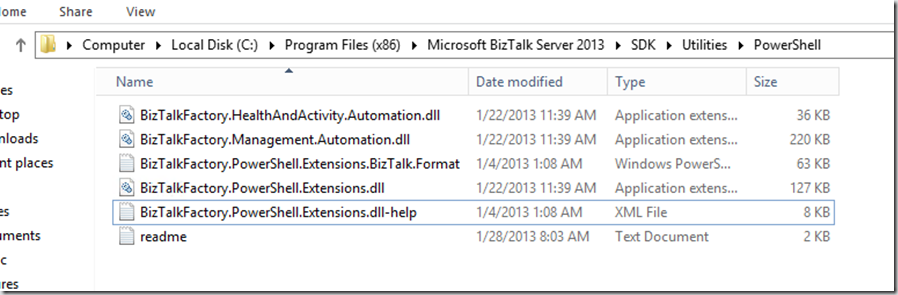 ome Share View
Computer Local Disk (C:) Program Files (x86) Microsoft BizTalk Server 2013 SDK Utilities PowerShell
Name Date modified Type Size
es
top
nloads
ent places
es
uments
c
ures
BizTalkFactory.HealthAndActivity.Automation.dll 1/22/2013 11:39 AM Application extens... 36 KB
BizTalkFactory.Management.Automation.dll 1/22/2013 11:39 AM Application extens... 220 KB
BizTalkFactory.PowerShell.Extensions.BizTalk.Format 1/4/2013 1:08 AM Windows PowerS... 63 KB
BizTalkFactory.PowerShell.Extensions.dll 1/22/2013 11:39 AM Application extens... 127 KB
BizTalkFactory.PowerShell.Extensions.dll-help 1/4/2013 1:08 AM XML File 8 KB
readme 1/28/2013 8:03 AM Text Document 2 KB